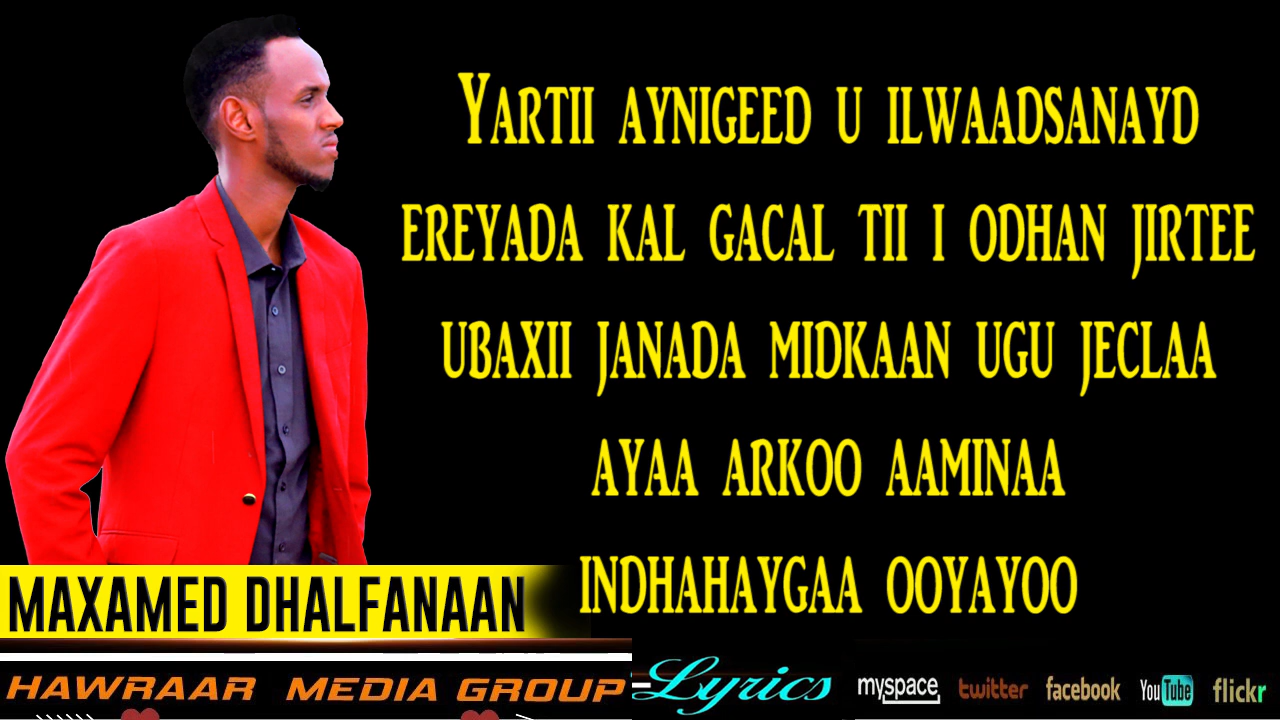 Yartii aynigeed u ilwaadsanayd
ereyada kal gacal tii i odhan jirtee
ubaxii janada midkaan ugu jeclaa
ayaa arkoo aaminaa
indhahaygaa ooyayoo
MAXAMED DHALFANAAN
HAWRAAR MEDIA GROUP Lyrics
myspace twitter facebook YouTube flickr